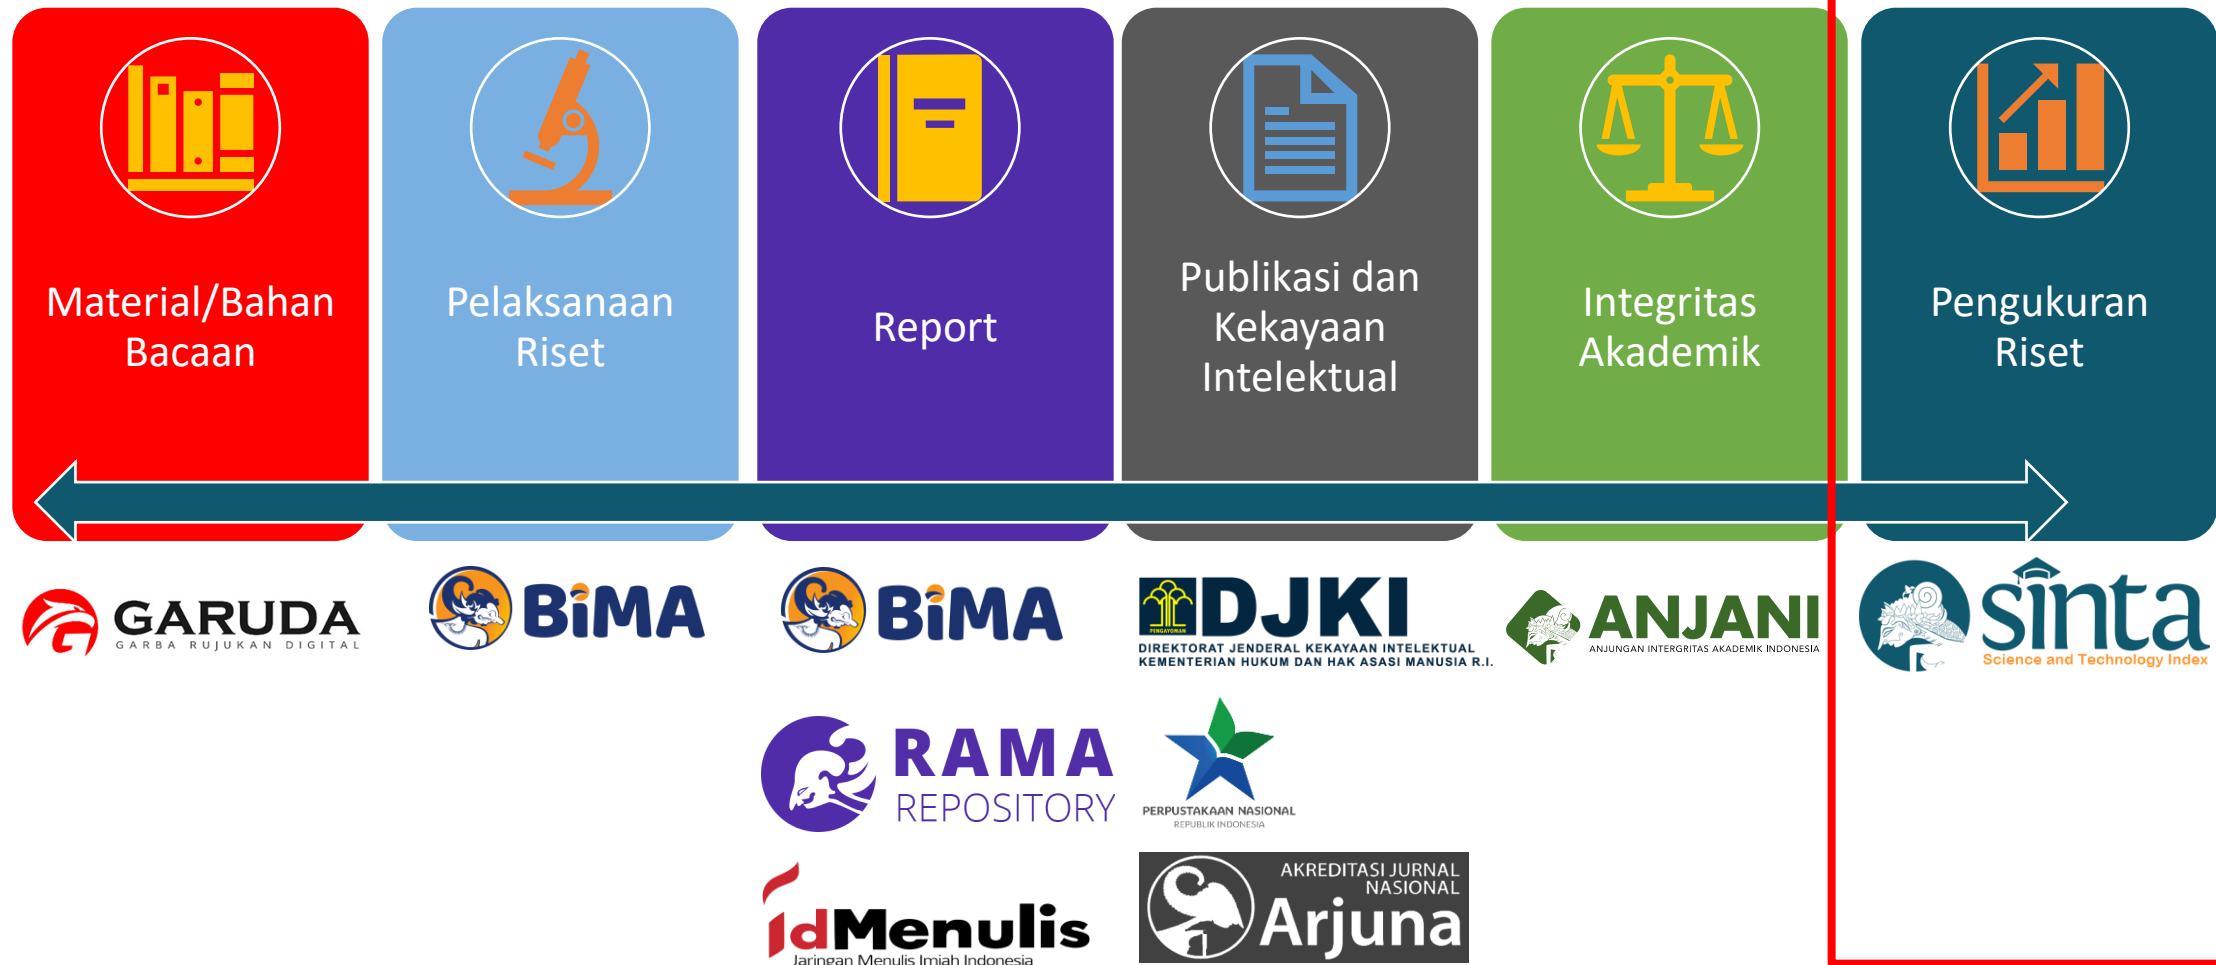 Material/Bahan
Bacaan
Pelaksanaan
Riset
Report
Publikasi dan
Kekayaan
Intelektual
Integritas
Akademik
Pengukuran
Riset
GARUDA
GARBA RUJUKAN DIGITAL
BiMA
BiMA
RAMA
REPOSITORY
idMenulis
Jaringan Menulis Imiah Indonesia
PENGAYOMAN
DJKI
DIREKTORAT JENDERAL KEKAYAAN INTELEKTUAL
KEMENTERIAN HUKUM DAN HAK ASASI MANUSIA R.I.
PERPUSTAKAAN NASIONAL
REPUBLIK INDONESIA
AKREDITASI JURNAL
NASIONAL
Arjuna
ANJANI
ANJUNGAN INTERGRITAS AKADEMIK INDONESIA
sinta
Science and Technology Index